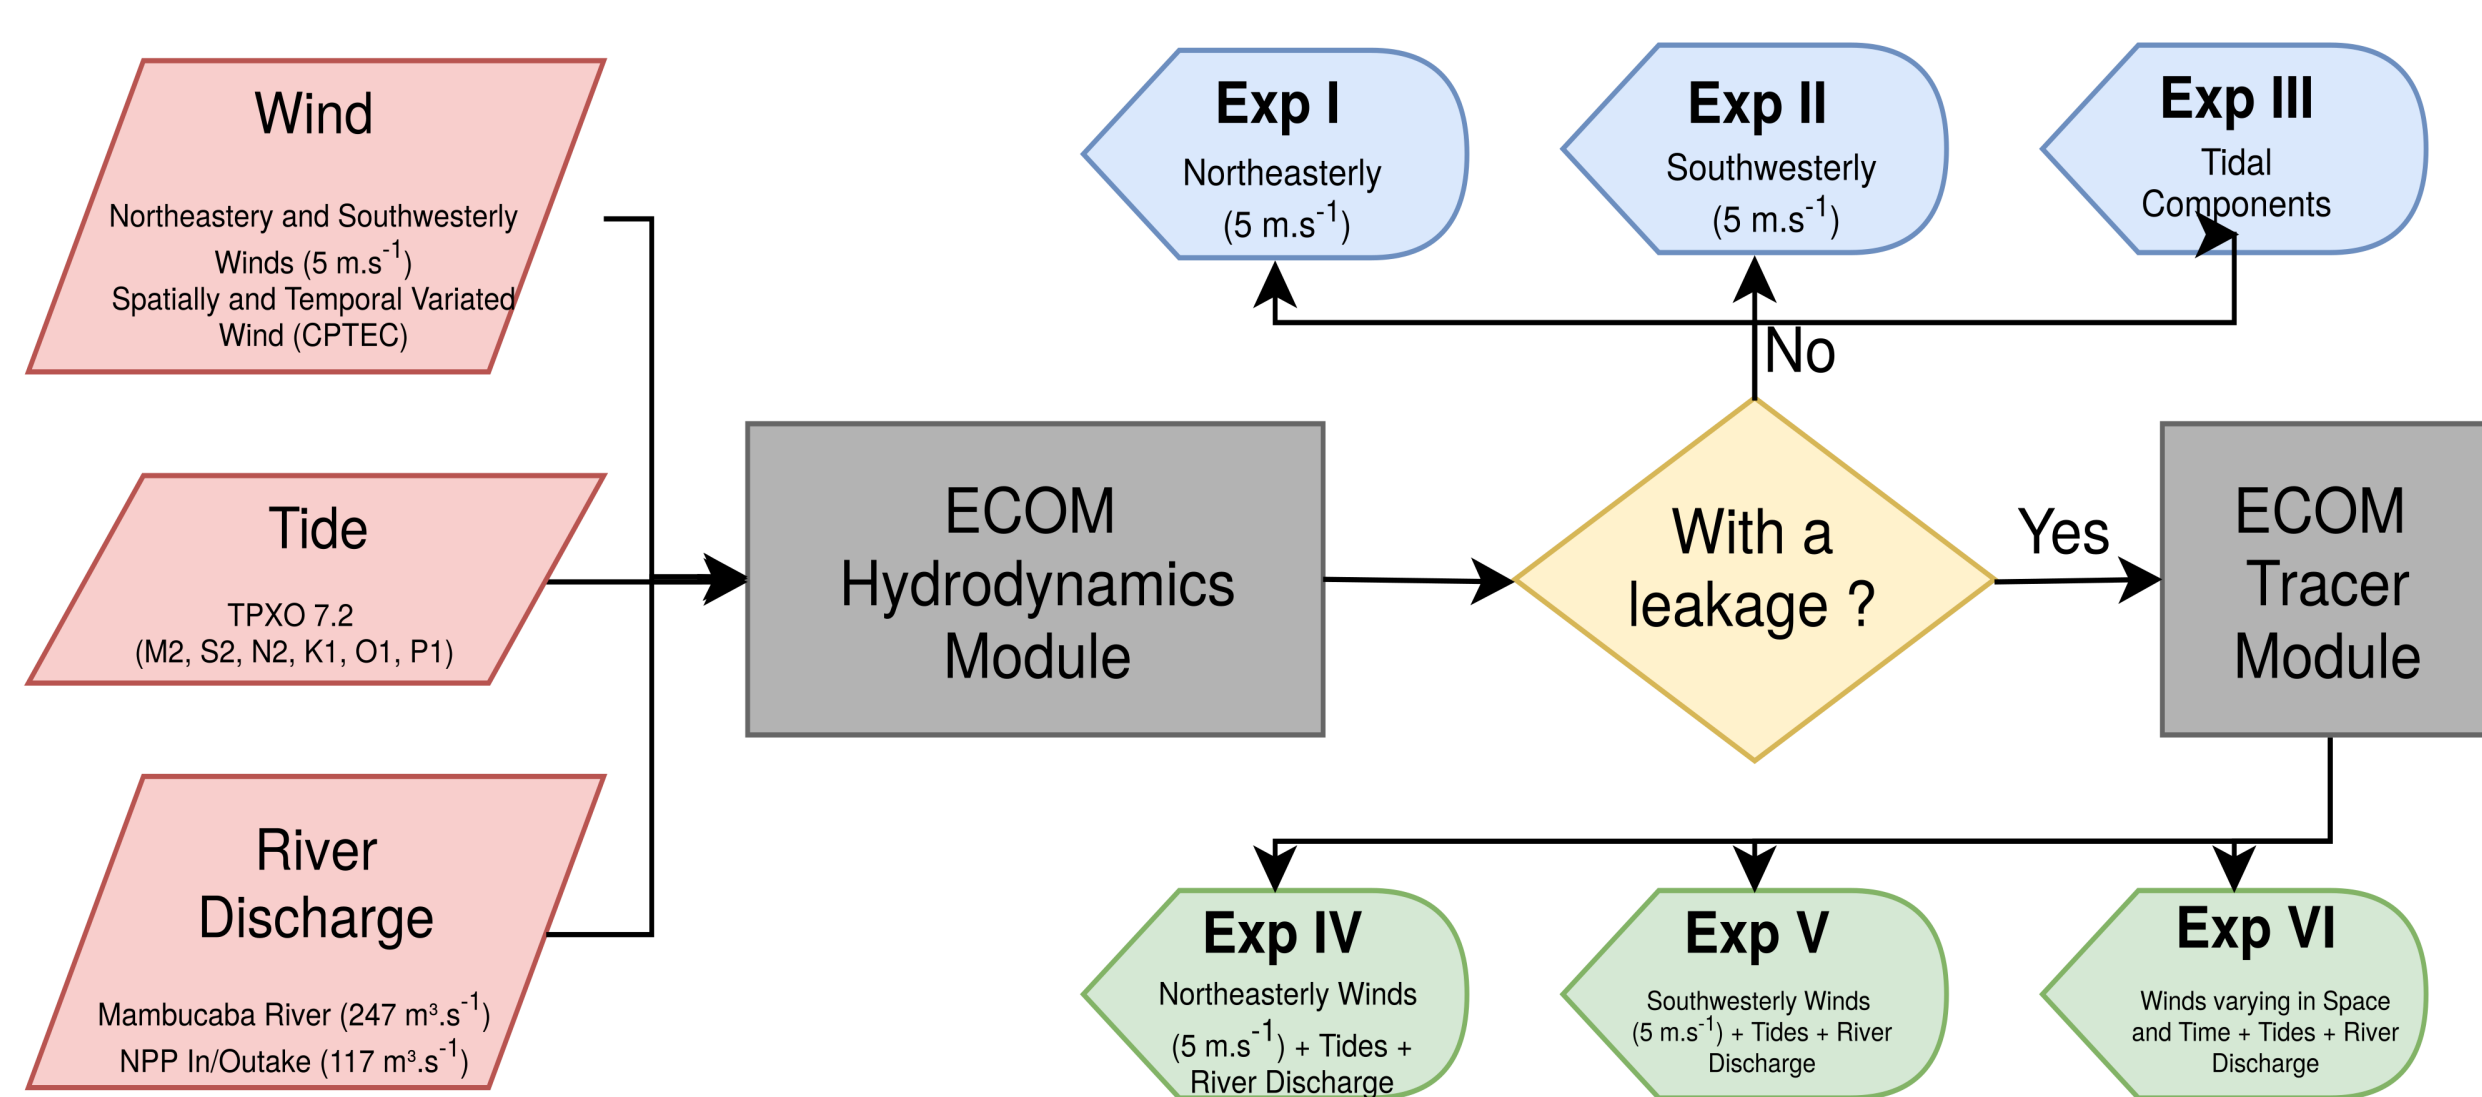 Wind
Northeastery and Southwesterly
Winds (5 m.s⁻¹)
Spatially and Temporal Variated
Wind (CPTEC)
Tide
TPXO 7.2
(M2, S2, N2, K1, O1, P1)
River
Discharge
Mambucaba River (247 m³.s⁻¹)
NPP In/Outake (117 m³.s⁻¹)
ECOM
Hydrodynamics
Module
With a
leakage ?
No
Yes
Exp I
Northeasterly
(5 m.s⁻¹)
Exp II
Southwesterly
(5 m.s⁻¹)
Exp III
Tidal
Components
ECOM
Tracer
Module
Exp IV
Northeasterly Winds
(5 m.s⁻¹) + Tides +
River Discharge
Exp V
Southwesterly Winds
(5 m.s⁻¹) + Tides + River
Discharge
Exp VI
Winds varying in Space
and Time + Tides + River
Discharge